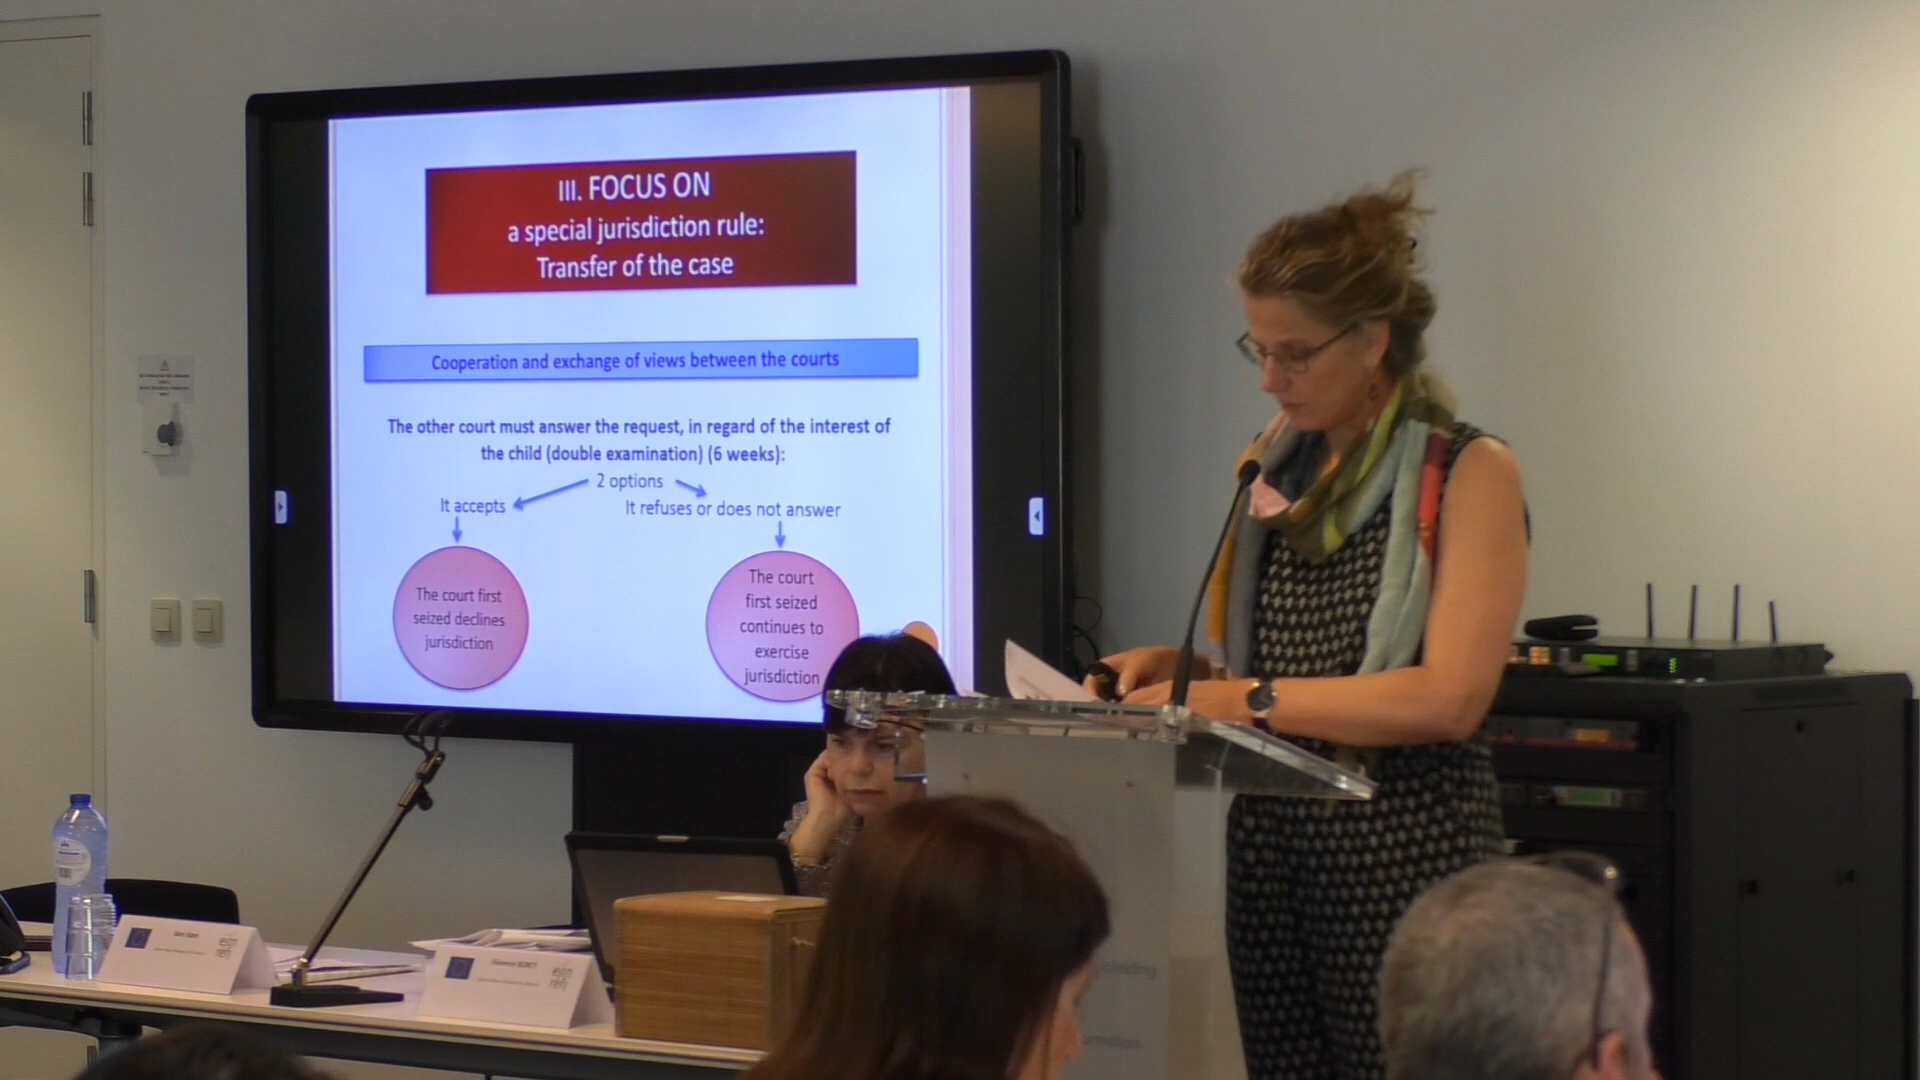 III. FOCUS ON
a special jurisdiction rule:
Transfer of the case
Cooperation and exchange of views between the courts
The other court must answer the request, in regard of the interest of
the child (double examination) (6 weeks):
2 options
It accepts
It refuses or does not answer
The court first
seized declines
jurisdiction
The court
first seized
continues to
exercise
jurisdiction